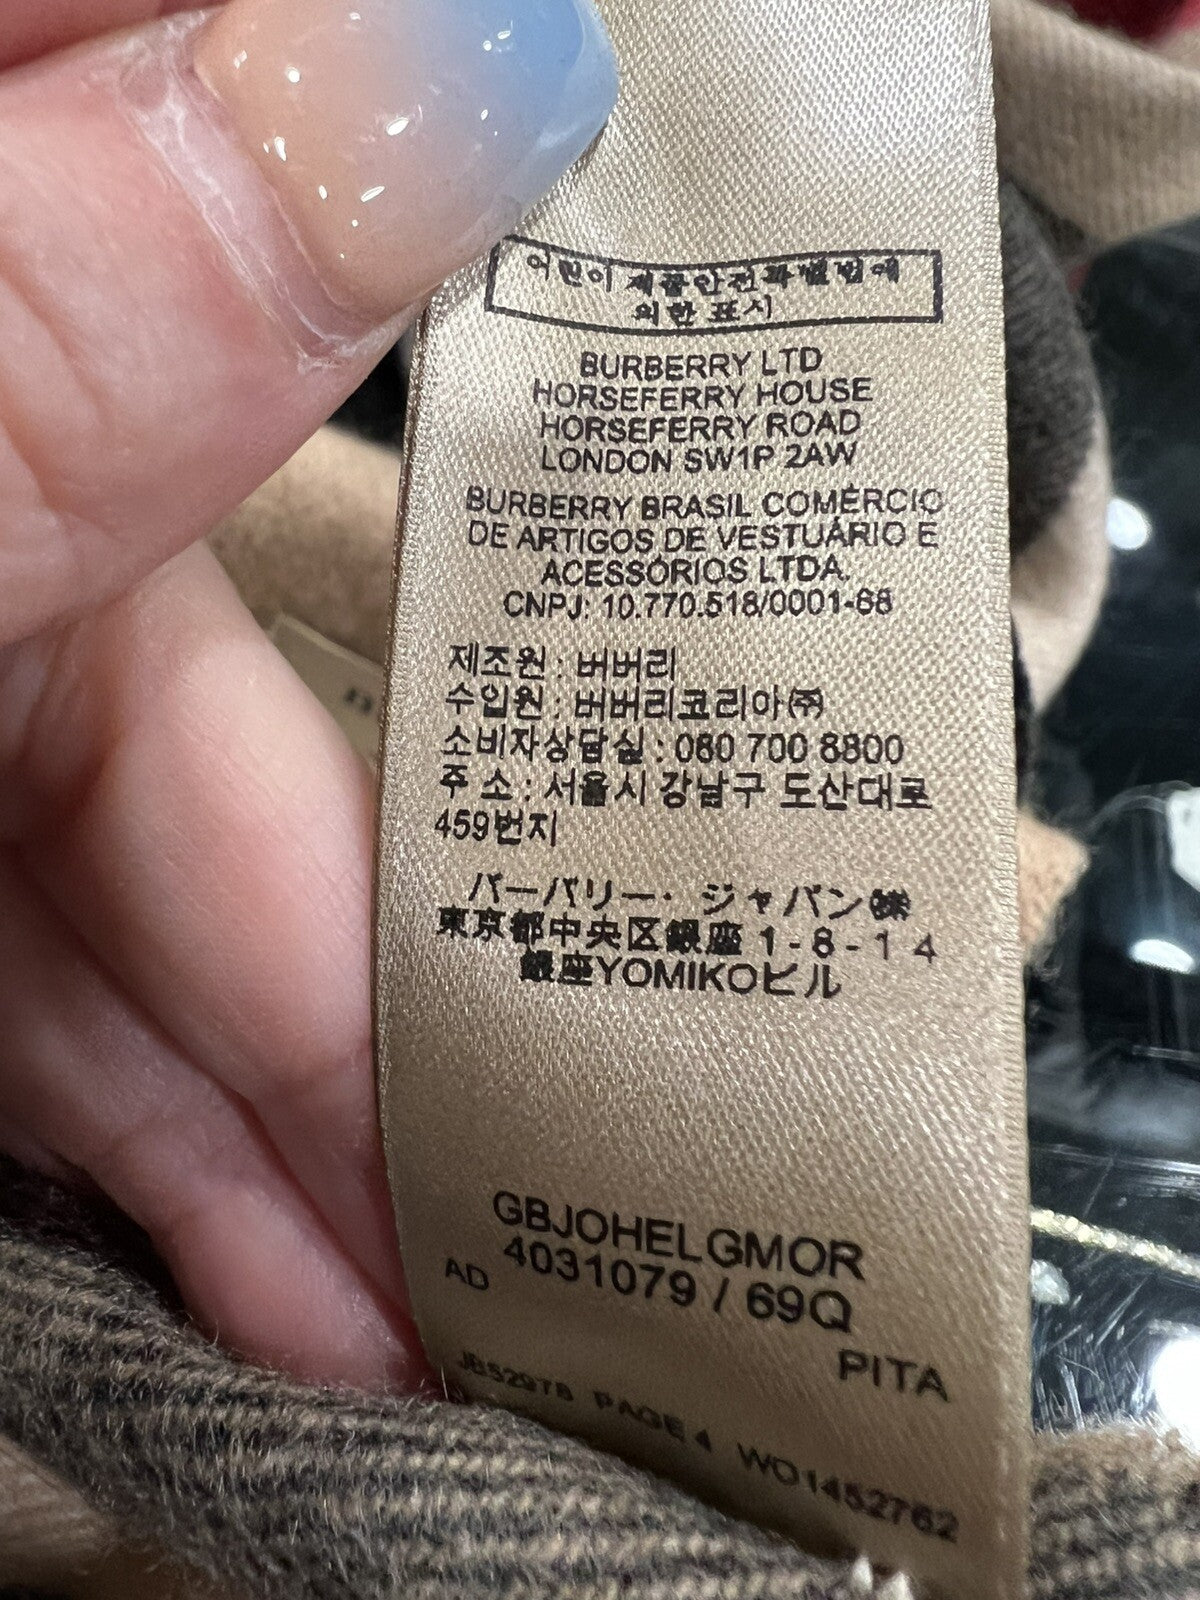 어린이 제품안전특별법에
의한 표시
BURBERRY LTD
HORSEFERRY HOUSE
HORSEFERRY ROAD
LONDON SW1P 2AW
BURBERRY BRASIL COMÉRCIO
DE ARTIGOS DE VESTUÁRIO E
ACESSÓRIOS LTDA.
CNPJ: 10.770.518/0001-68
제조원 : 버버리
수입원 : 버버리코리아㈜
소비자상담실 : 080 700 8800
주 소 : 서울시 강남구 도산대로
459번지
バーバリー・ジャパン㈱
東京都中央区銀座 1-8-14
銀座YOMIKOビル
GBJOHELGMOR
4031079 / 69Q
AD
PITA
JB5297B PAGE 4 WO1452762